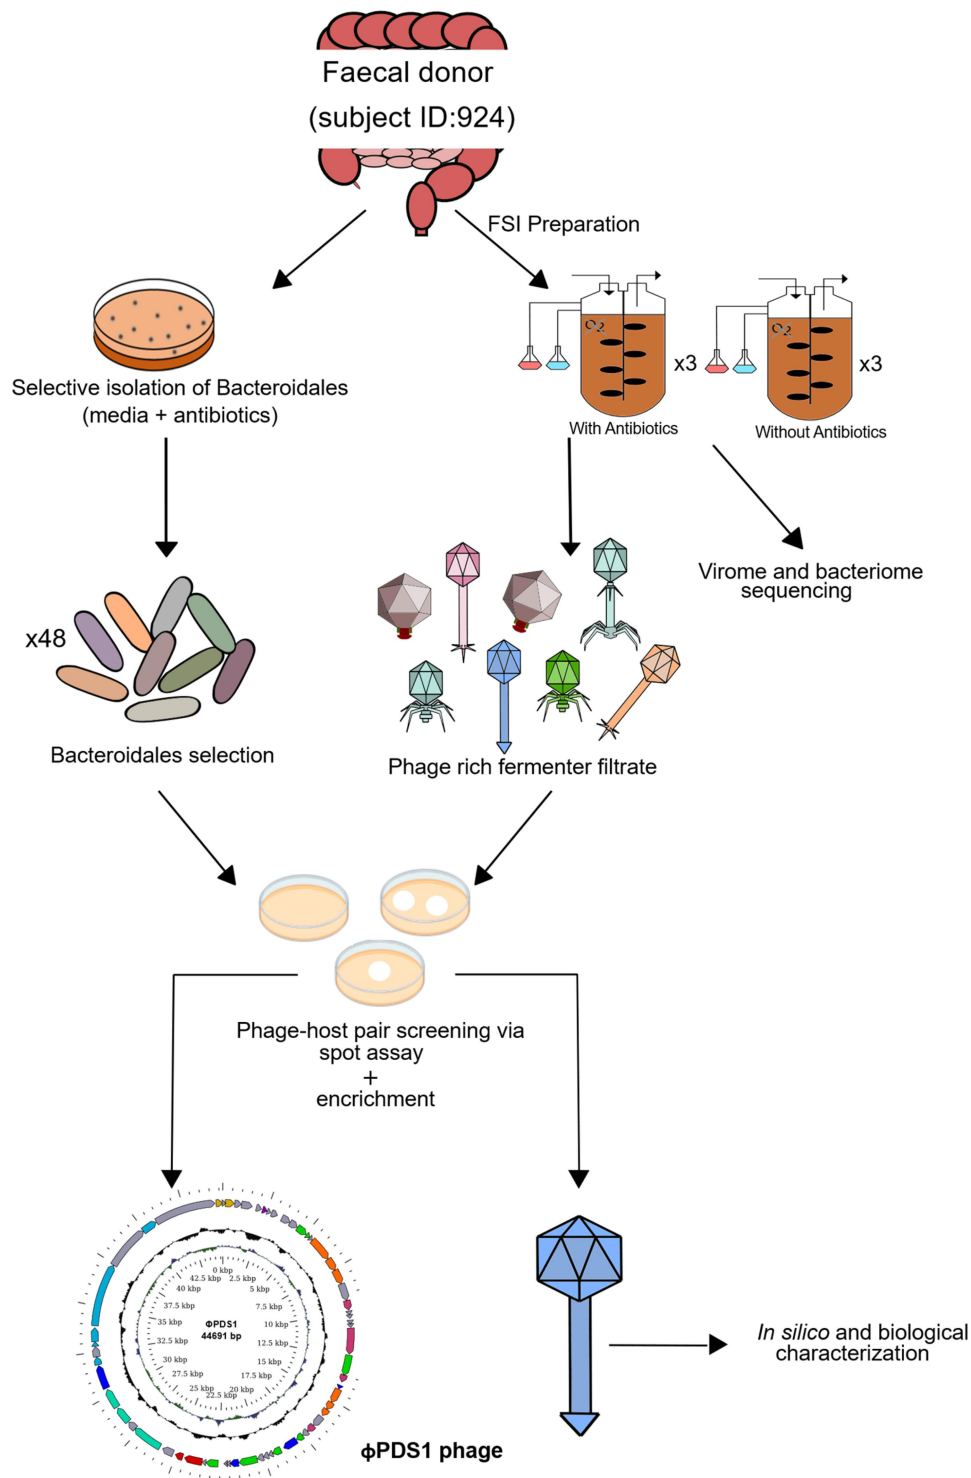 Faecal donor
(subject ID:924)
FSI Preparation
O2
x3
O2
x3
Selective isolation of Bacteroidales
(media + antibiotics)
With Antibiotics
Without Antibiotics
x48
Virome and bacteriome
sequencing
Bacteroidales selection
Phage rich fermenter filtrate
Phage-host pair screening via
spot assay
+
encrichment
0 kbp
2.5 kbp
5 kbp
7.5 kbp
10 kbp
12.5 kbp
15 kbp
17.5 kbp
20 kbp
22.5 kbp
25 kbp
27.5 kbp
30 kbp
32.5 kbp
35 kbp
37.5 kbp
40 kbp
42.5 kbp
ΦPDS1
44691 bp
In silico and biological
characterization
ϕPDS1 phage